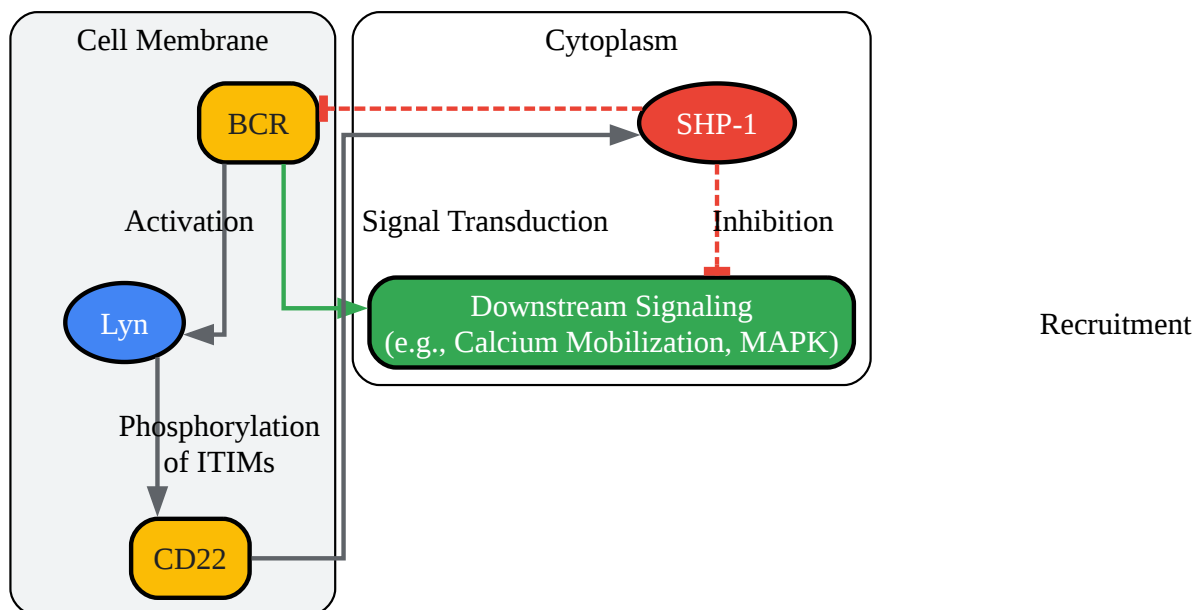 Cell Membrane
Cytoplasm
BCR
SHP-1
Activation
Signal Transduction
Inhibition
Lyn
Downstream Signaling
(e.g., Calcium Mobilization, MAPK)
Recruitment
Phosphorylation
of ITIMs
CD22